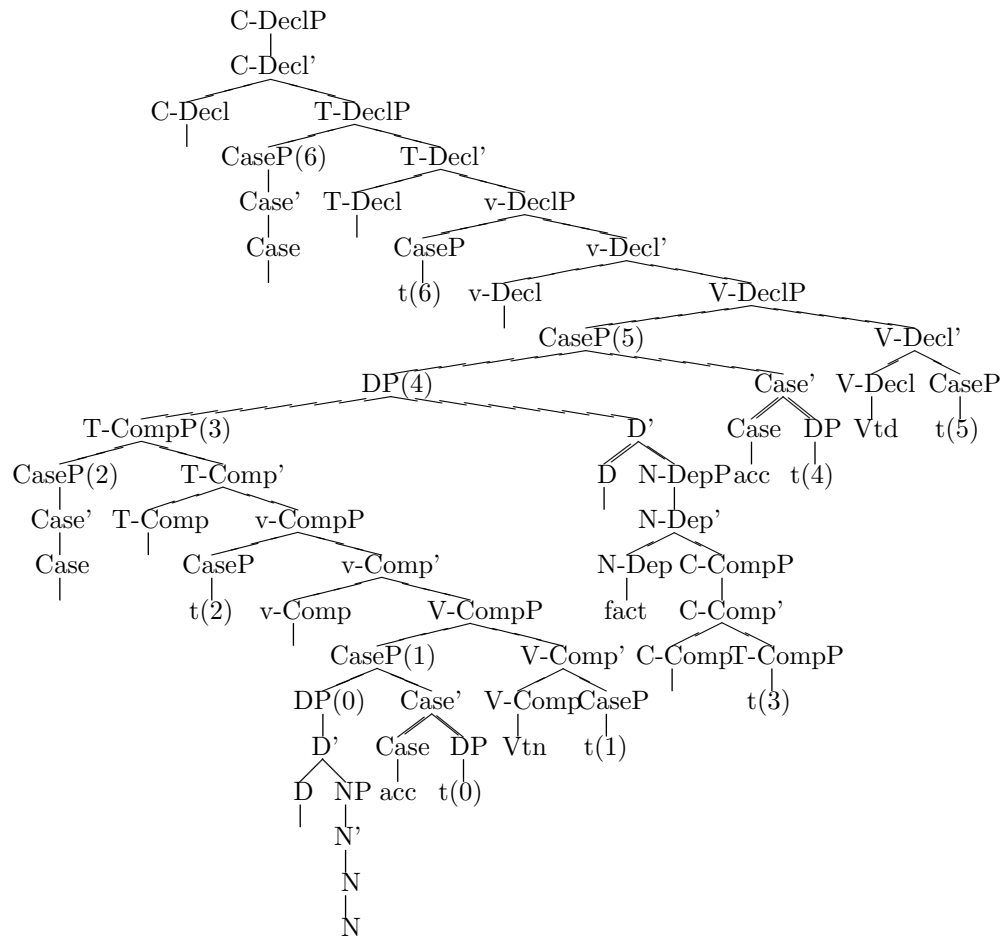 C-DeclP
C-Decl'
C-Decl T-DeclP
CaseP(6) T-Decl'
Case' T-Decl v-DeclP
Case CaseP v-Decl'
t(6) v-Decl V-DeclP
CaseP(5) V-Decl'
DP(4) Case' V-Decl CaseP
T-CompP(3) D' Case DP Vtd t(5)
CaseP(2) T-Comp' D N-DepP acc t(4)
Case' T-Comp v-CompP N-Dep'
Case CaseP v-Comp' N-Dep C-CompP
t(2) v-Comp V-CompP fact C-Comp'
CaseP(1) V-Comp' C-Comp T-CompP
DP(0) Case' V-Comp CaseP t(3)
D' Case DP Vtn t(1)
D NP acc t(0)
N'
N
N